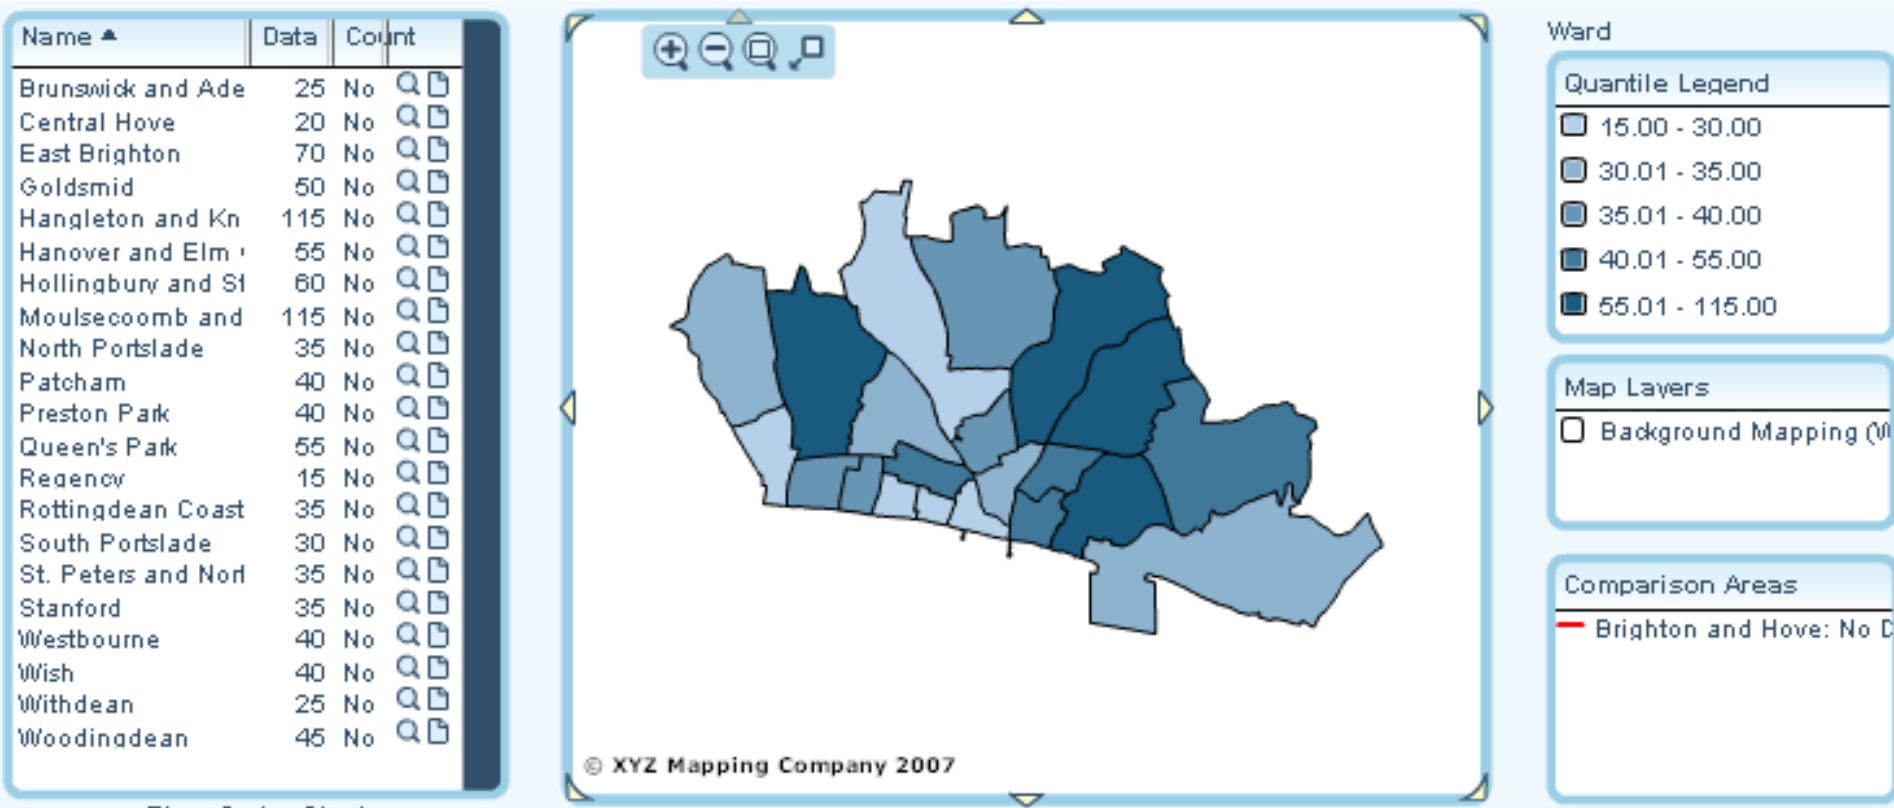 Name Data Count
Brunswick and Ade 25 No
Central Hove 20 No
East Brighton 70 No
Goldsmid 50 No
Hangleton and Kn 115 No
Hanover and Elm 55 No
Hollingbury and St 60 No
Moulsecoomb and 115 No
North Portslade 35 No
Patcham 40 No
Preston Park 40 No
Queen's Park 55 No
Regency 15 No
Rottingdean Coast 35 No
South Portslade 30 No
St. Peters and Nort 35 No
Stanford 35 No
Westbourne 40 No
Wish 40 No
Withdean 25 No
Woodingdean 45 No
© XYZ Mapping Company 2007
Ward
Quantile Legend
15.00 - 30.00
30.01 - 35.00
35.01 - 40.00
40.01 - 55.00
55.01 - 115.00
Map Layers
Background Mapping (W
Comparison Areas
Brighton and Hove: No D